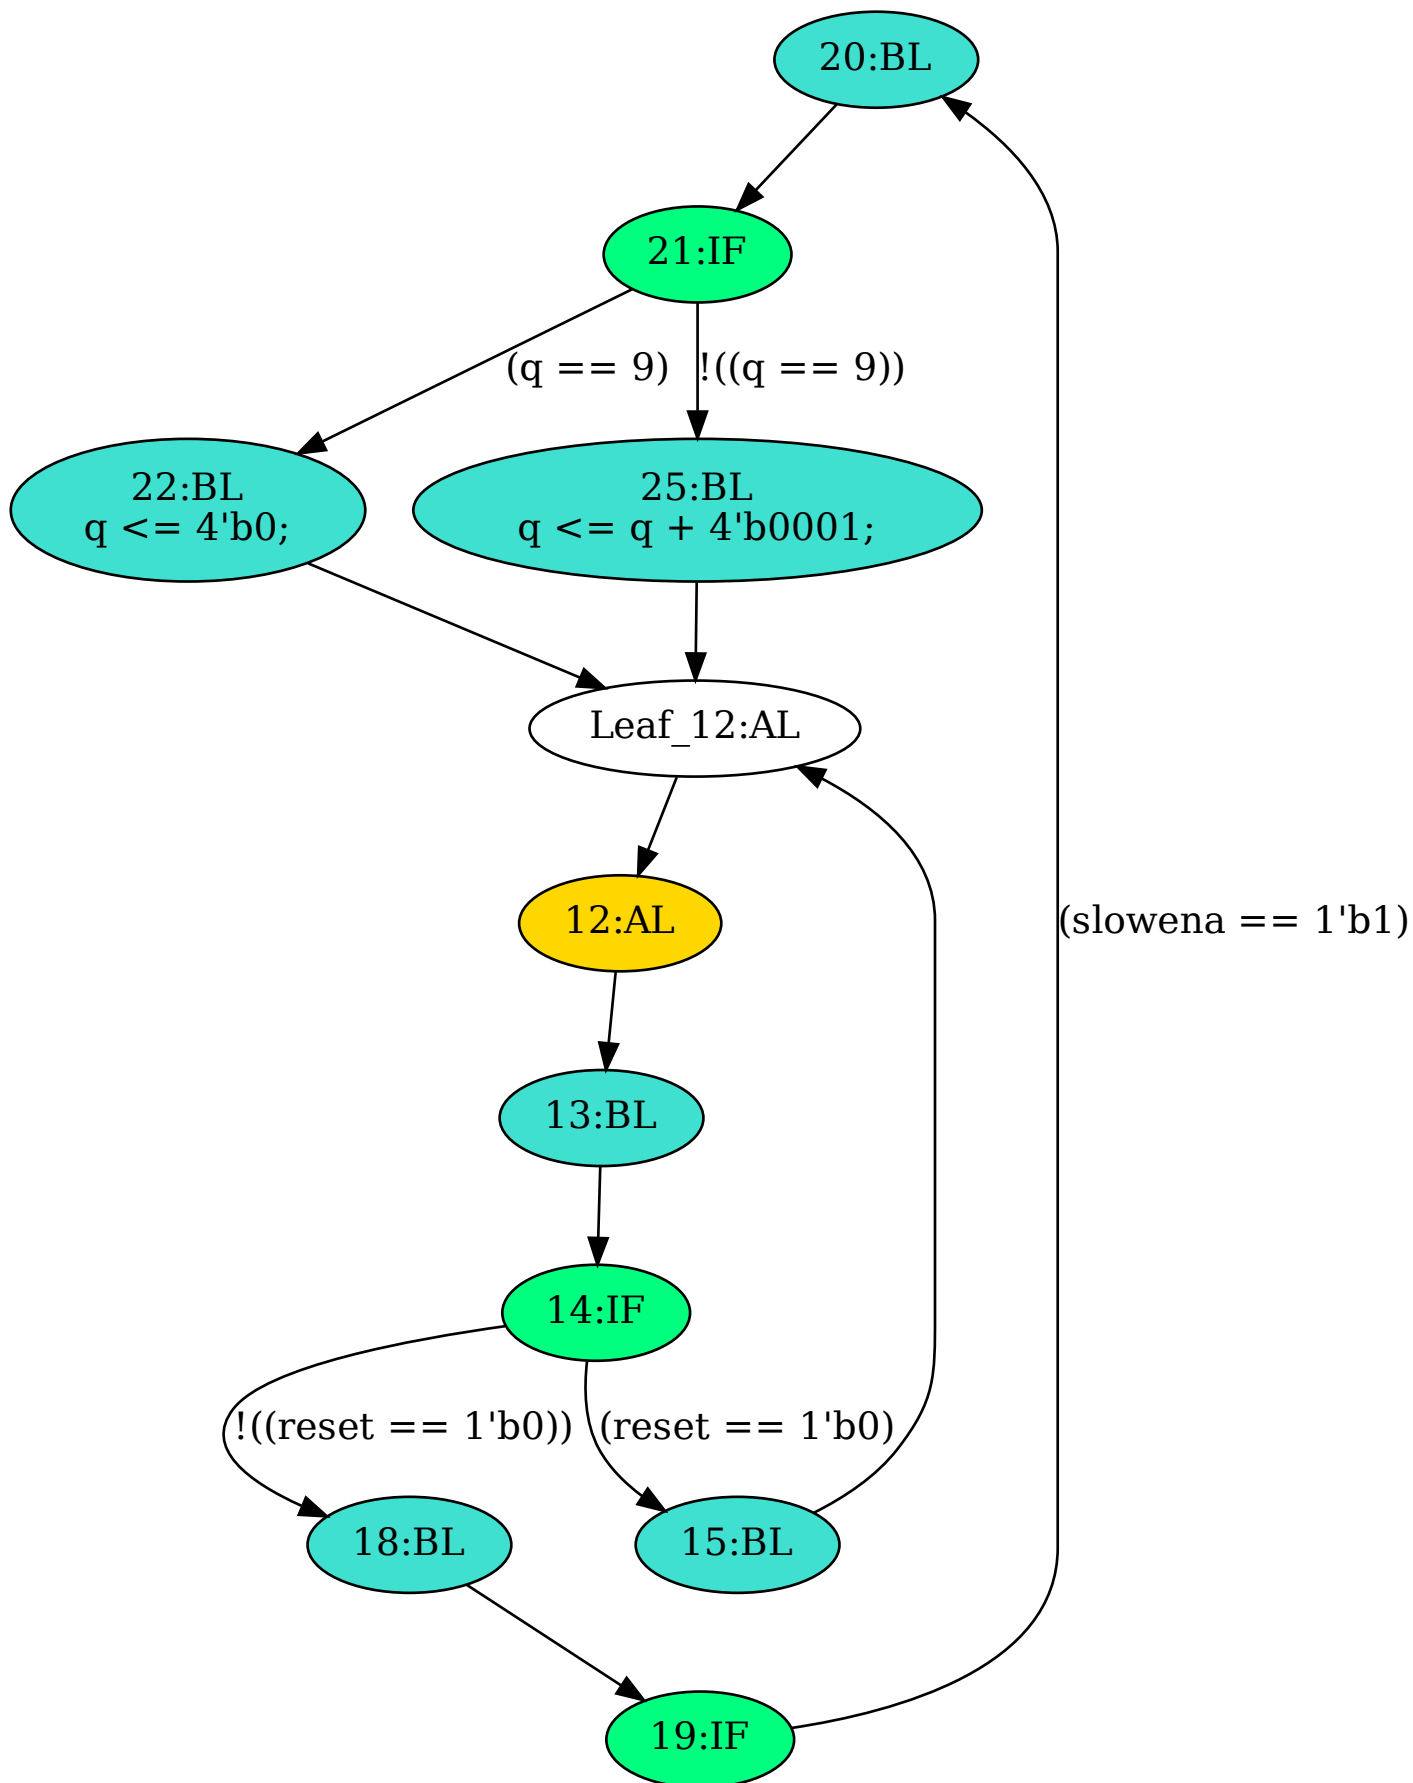 20:BL
21:IF
(q == 9)
!((q == 9))
22:BL
q <= 4'b0;
25:BL
q <= q + 4'b0001;
Leaf_12:AL
12:AL
(slowena == 1'b1)
13:BL
14:IF
!((reset == 1'b0))
(reset == 1'b0)
18:BL
15:BL
19:IF